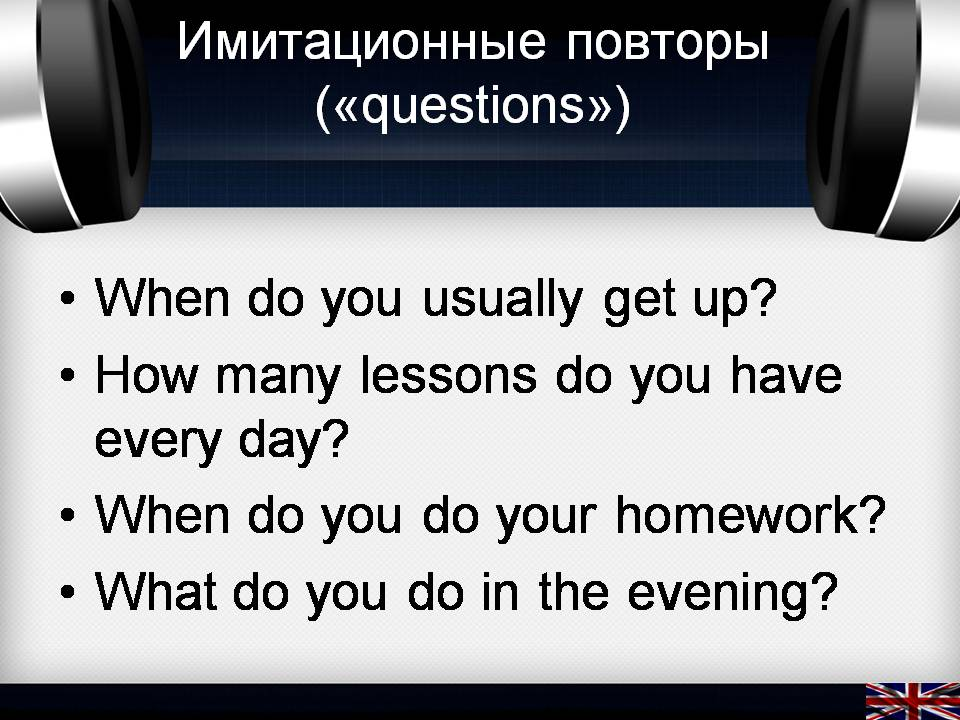 Имитационные повторы
(«questions»)
• When do you usually get up?
• How many lessons do you have
every day?
• When do you do your homework?
• What do you do in the evening?